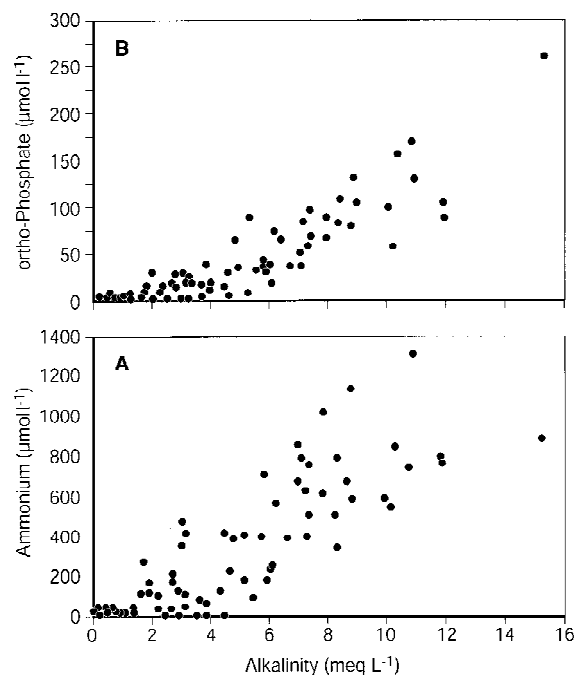 300
250
200
150
100
50
0
ortho-Phosphate (μmol l-1)
B
1400
1200
1000
800
600
400
200
0
Ammonium (μmol l-1)
A
0 2 4 6 8 10 12 14 16
Alkalinity (meq L-1)